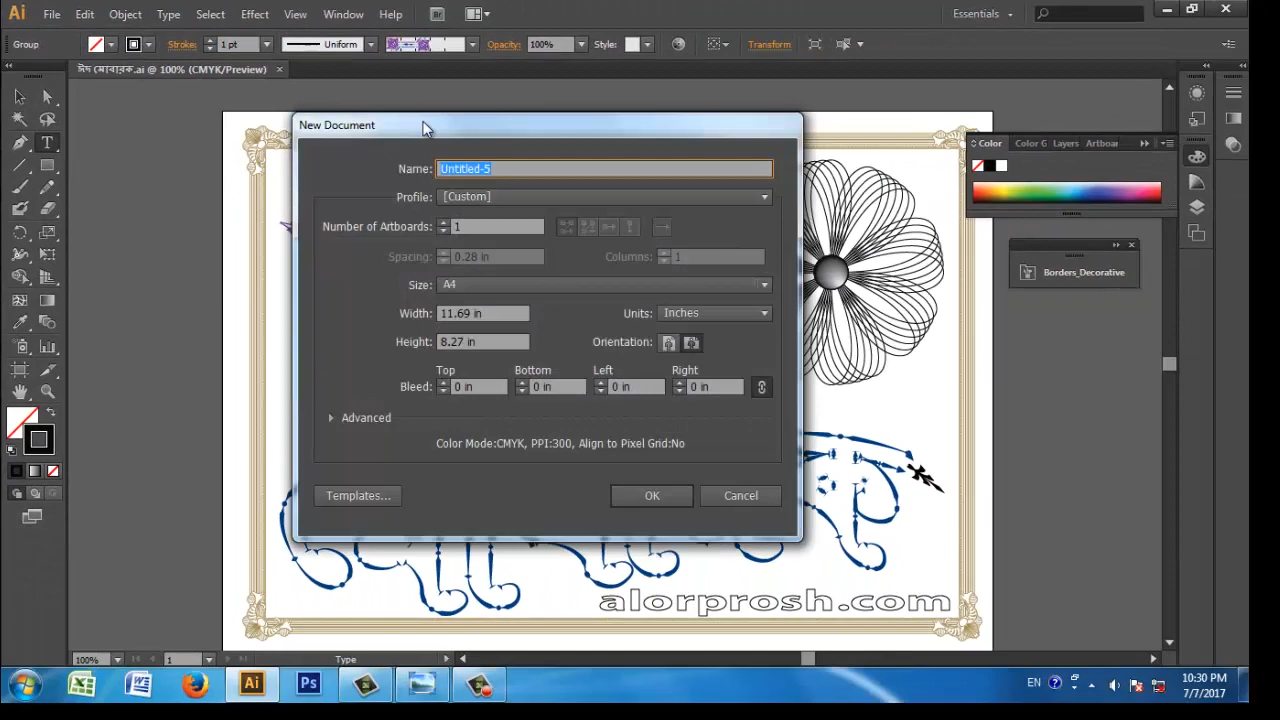 Ai File Edit Object Type Select Effect View Window Help Br Essentials
Group Stroke: 1 pt Uniform Opacity: 100% Style: Transform
ঈদ মোবারক.ai @ 100% (CMYK/Preview)
New Document
Name: Untitled-5
Profile: [Custom]
Number of Artboards: 1
Spacing: 0.28 in Columns: 1
Size: A4
Width: 11.69 in Units: Inches
Height: 8.27 in Orientation:
Top Bottom Left Right
Bleed: 0 in 0 in 0 in 0 in
Advanced
Color Mode:CMYK, PPI:300, Align to Pixel Grid:No
Templates... OK Cancel
Color Color G Layers Artboar
Borders_Decorative
alorprosh.com
100% 1 Type
Ai Ps EN 10:30 PM
7/7/2017